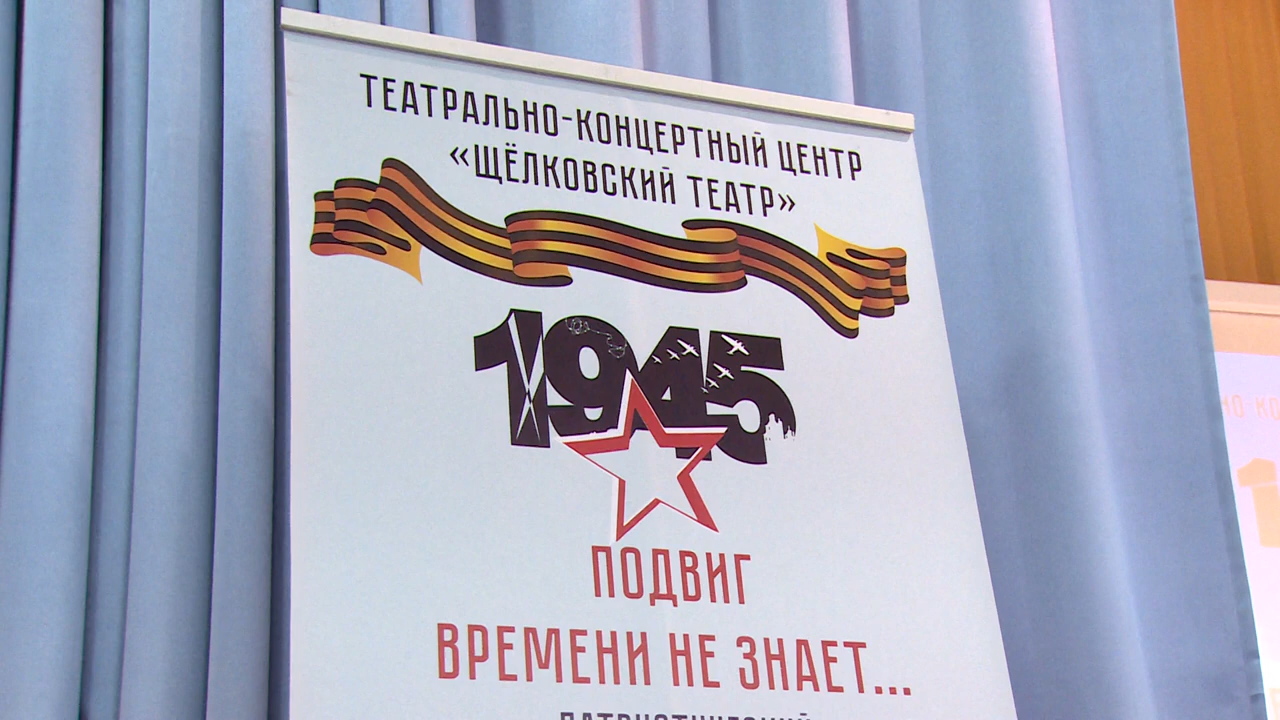 ТЕАТРАЛЬНО-КОНЦЕРТНЫЙ ЦЕНТР
«ЩЁЛКОВСКИЙ ТЕАТР»
1945
ПОДВИГ
ВРЕМЕНИ НЕ ЗНАЕТ...